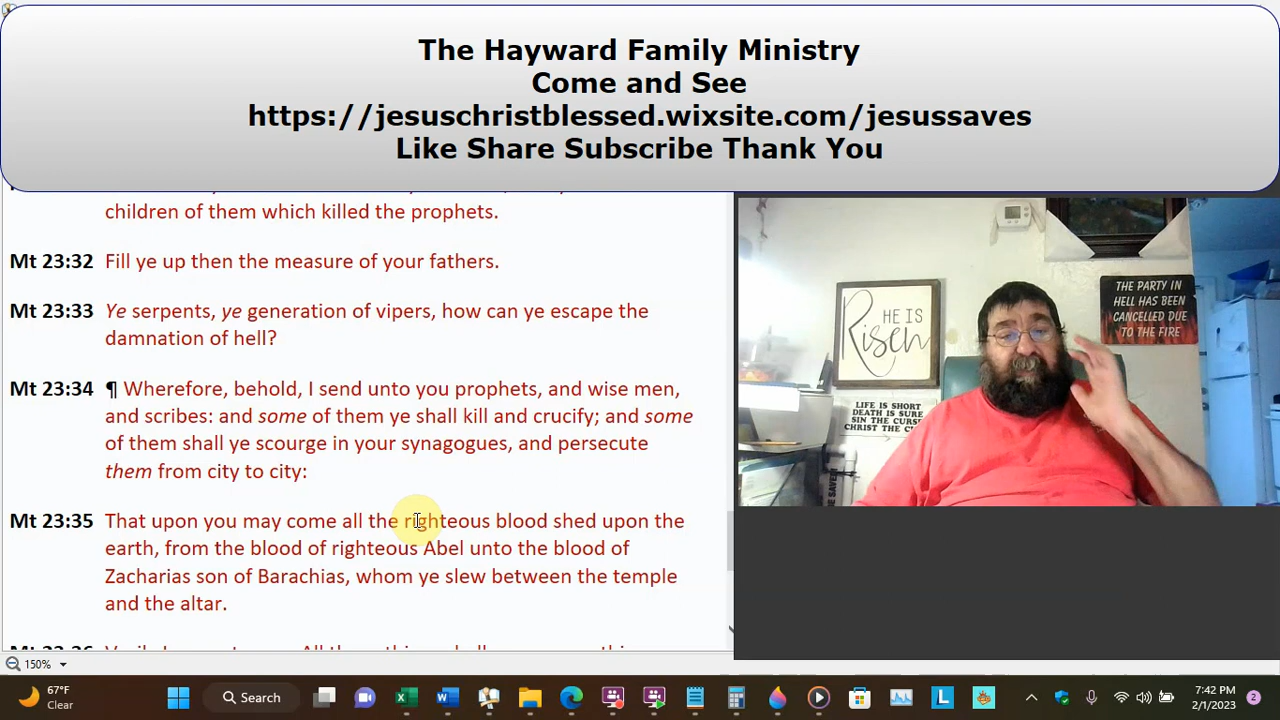 The Hayward Family Ministry
Come and See
https://jesuschristblessed.wixsite.com/jesussaves
Like Share Subscribe Thank You
children of them which killed the prophets.
Mt 23:32 Fill ye up then the measure of your fathers.
Mt 23:33 Ye serpents, ye generation of vipers, how can ye escape the
damnation of hell?
Mt 23:34 ¶ Wherefore, behold, I send unto you prophets, and wise men,
and scribes: and some of them ye shall kill and crucify; and some
of them shall ye scourge in your synagogues, and persecute
them from city to city:
Mt 23:35 That upon you may come all the righteous blood shed upon the
earth, from the blood of righteous Abel unto the blood of
Zacharias son of Barachias, whom ye slew between the temple
and the altar.
150%
HE IS
Risen
LIFE IS SHORT
DEATH IS SURE
SIN THE CURSE
CHRIST THE
THE PARTY IN
HELL HAS BEEN
CANCELLED DUE
TO THE FIRE
67°F
Clear
Search
7:42 PM
2/1/2023
2